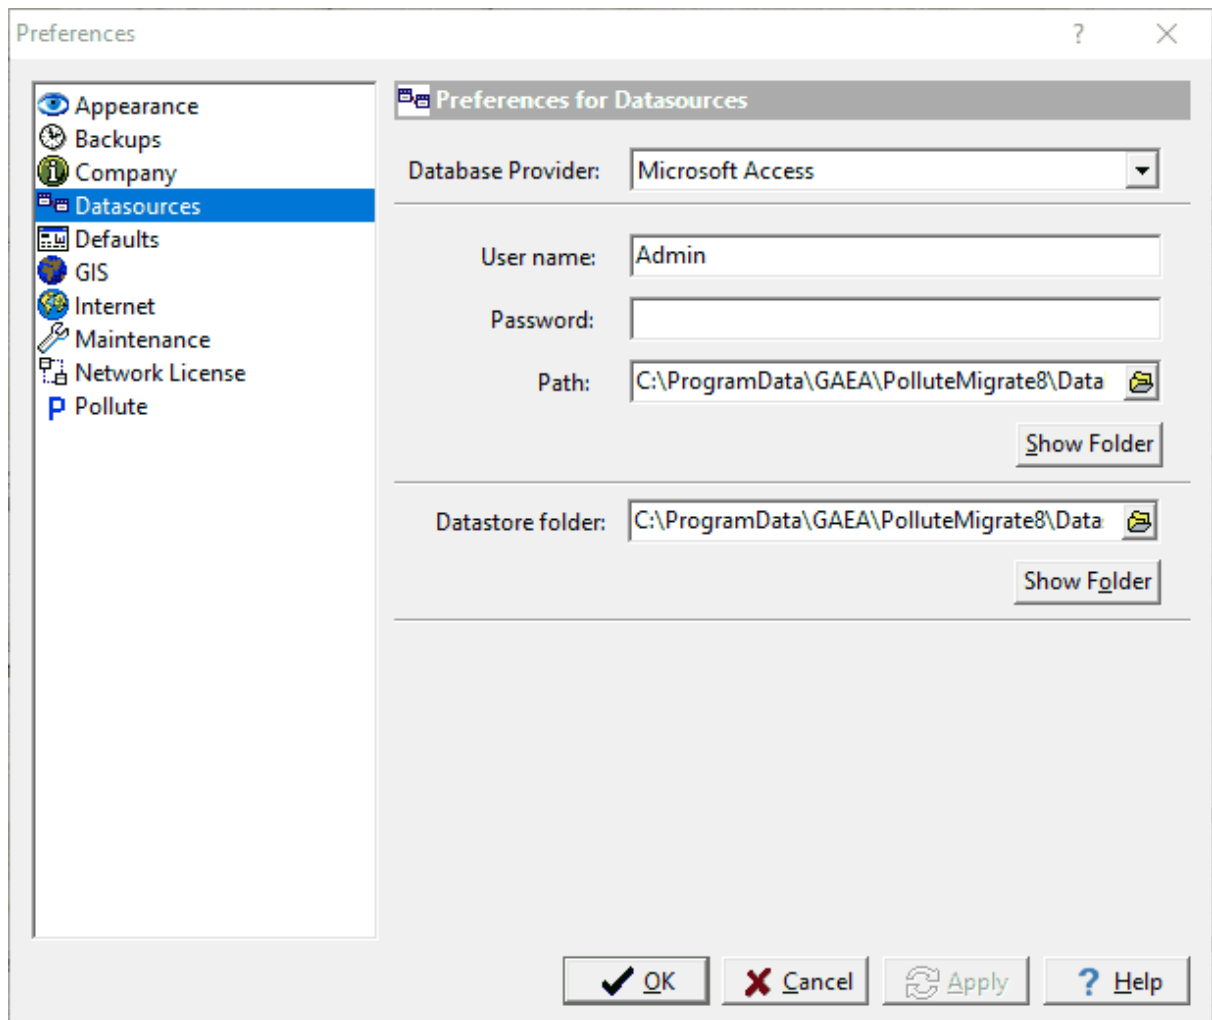 Preferences
?
Appearance
Backups
Company
Datasources
Defaults
GIS
Internet
Maintenance
Network License
P Pollute
Preferences for Datasources
Database Provider: Microsoft Access
User name: Admin
Password:
Path: C:\ProgramData\GAEA\PolluteMigrate8\Data
Show Folder
Datastore folder: C:\ProgramData\GAEA\PolluteMigrate8\Data
Show Folder
OK Cancel Apply ? Help